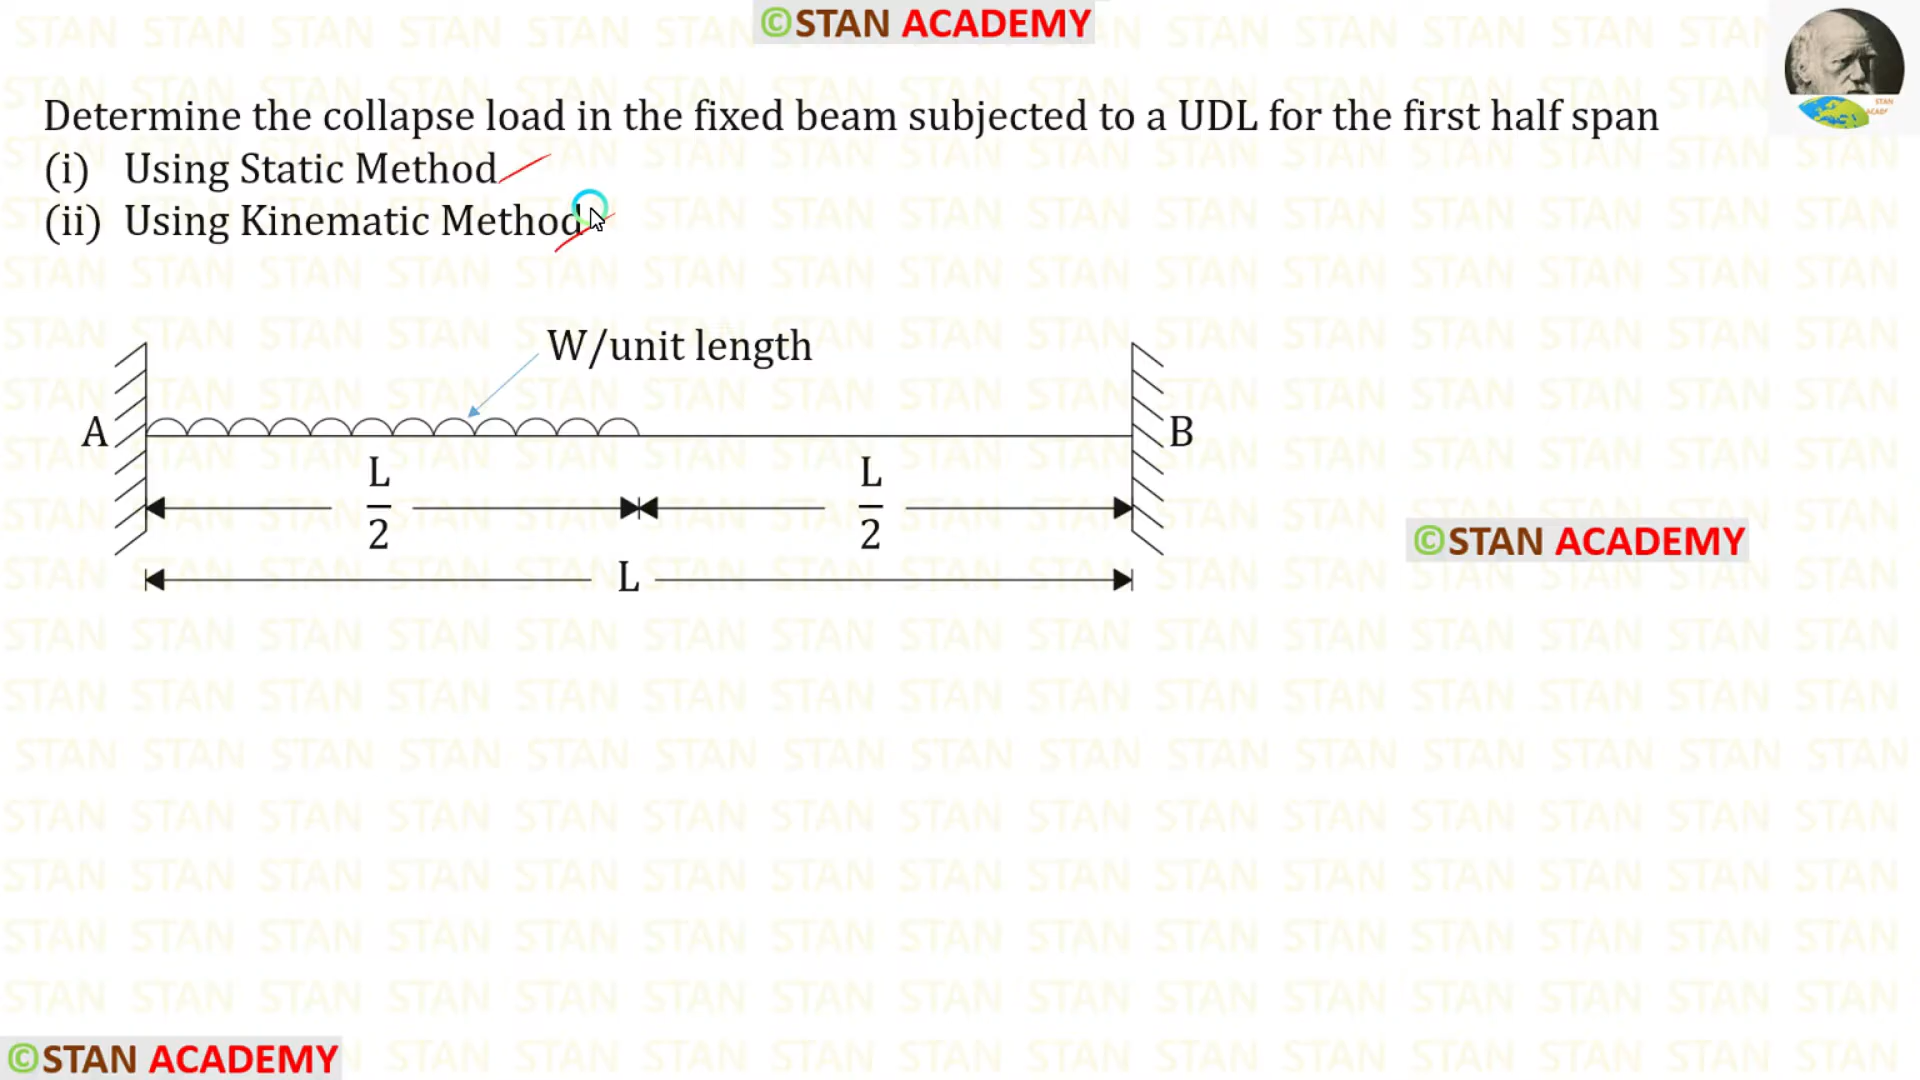 ©STAN ACADEMY
Determine the collapse load in the fixed beam subjected to a UDL for the first half span
(i) Using Static Method
(ii) Using Kinematic Method
W/unit length
A
B
L
2
L
2
L
©STAN ACADEMY
©STAN ACADEMY